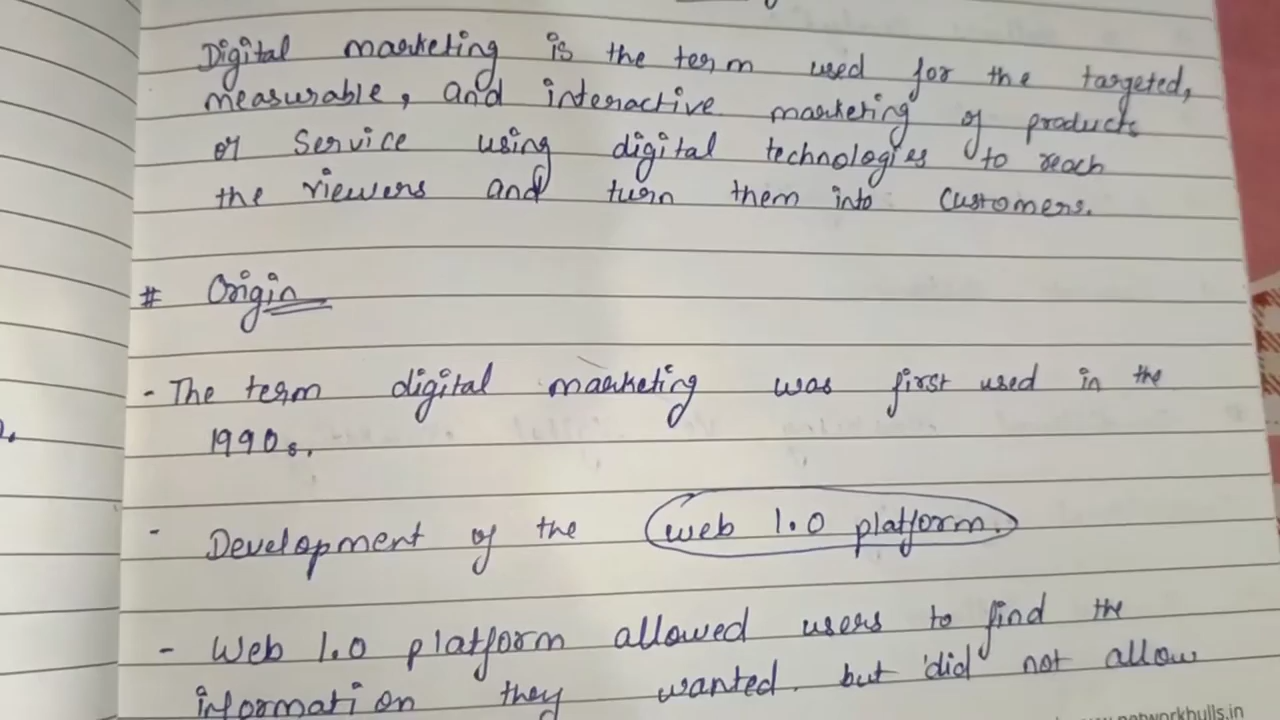 Digital marketing is the term used for the targeted,
measurable, and interactive marketing of products
or Service using digital technologies to reach
the viewers and turn them into Customers.
# Origin
- The term digital marketing was first used in the
1990s.
- Development of the web 1.0 platform.
- Web 1.0 platform allowed users to find the
information they wanted but did not allow